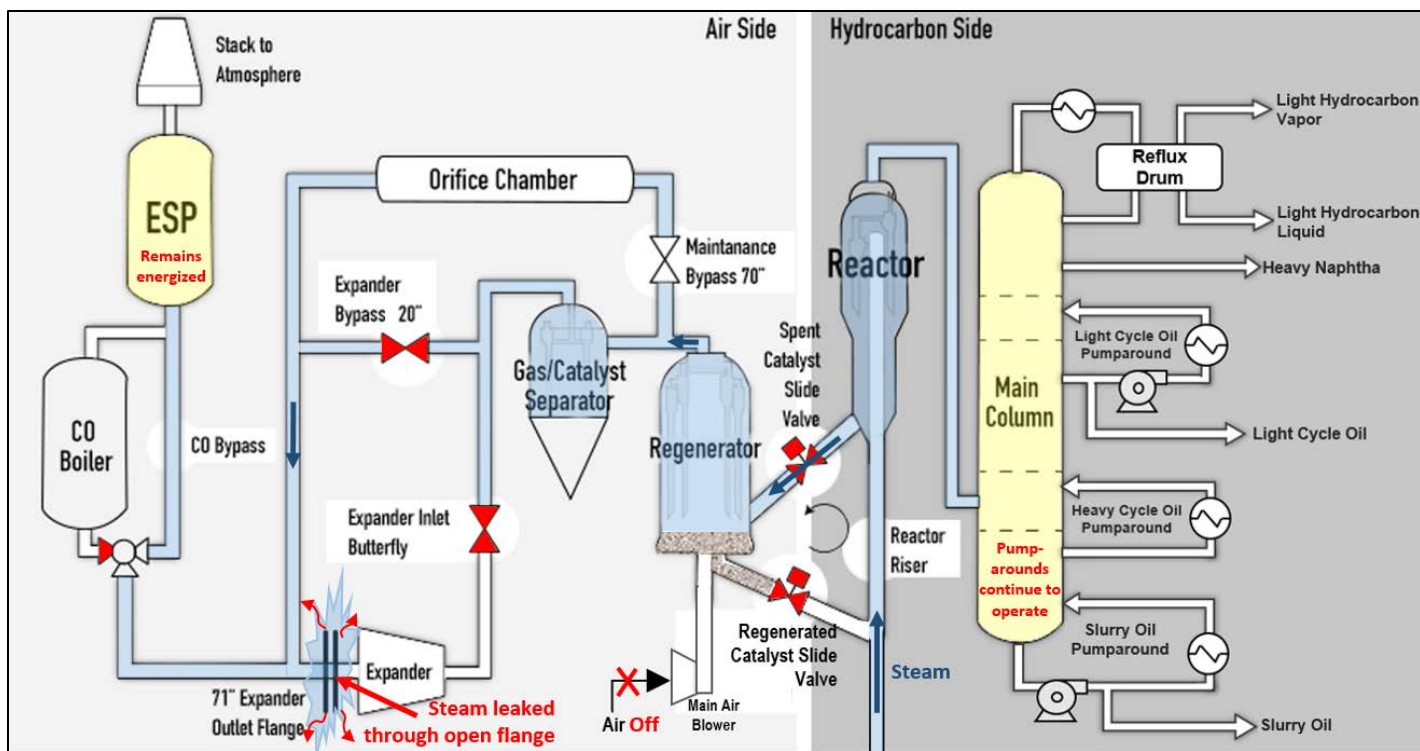 Air Side
Hydrocarbon Side
Stack to
Atmosphere
ESP
Remains
energized
CO
Boiler
CO Bypass
Orifice Chamber
Expander
Bypass 20"
Maintanance
Bypass 70"
Gas/Catalyst
Separator
Regenerator
Expander Inlet
Butterfly
71" Expander
Outlet Flange
Expander
Steam leaked
through open flange
Air Off
Main Air
Blower
Spent
Catalyst
Slide
Valve
Regenerated
Catalyst Slide
Valve
Reactor
Reactor
Riser
Steam
Main
Column
Pump-
arounds
continue to
operate
Reflux
Drum
Light Hydrocarbon
Vapor
Light Hydrocarbon
Liquid
Heavy Naphtha
Light Cycle Oil
Pumparound
Light Cycle Oil
Heavy Cycle Oil
Pumparound
Slurry Oil
Pumparound
Slurry Oil